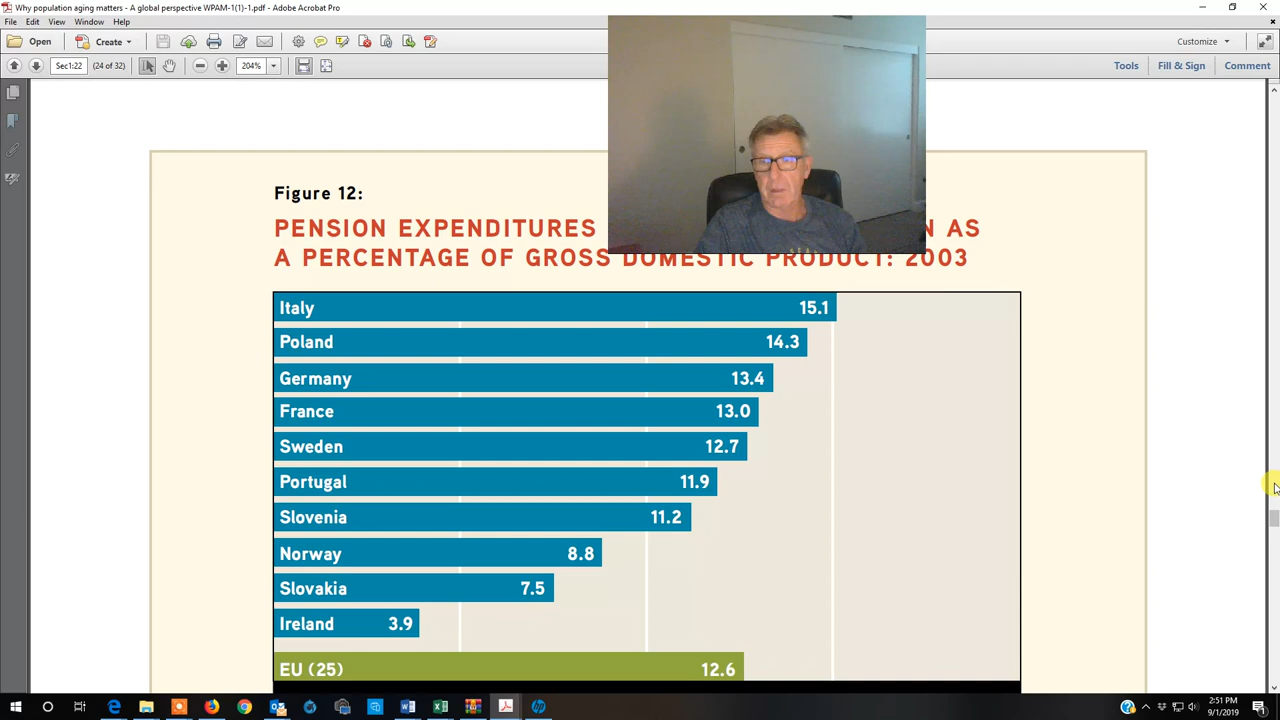 Why population aging matters - A global perspective WPAM-1(1)-1.pdf - Adobe Acrobat Pro
File Edit View Window Help
Open Create Customize
Sec1:22 (24 of 32) 204% Tools Fill & Sign Comment
Figure 12:
PENSION EXPENDITURES N AS
A PERCENTAGE OF GROSS DOMESTIC PRODUCT: 2003
Italy 15.1
Poland 14.3
Germany 13.4
France 13.0
Sweden 12.7
Portugal 11.9
Slovenia 11.2
Norway 8.8
Slovakia 7.5
Ireland 3.9
EU (25) 12.6
2:51 PM
9/1/2019